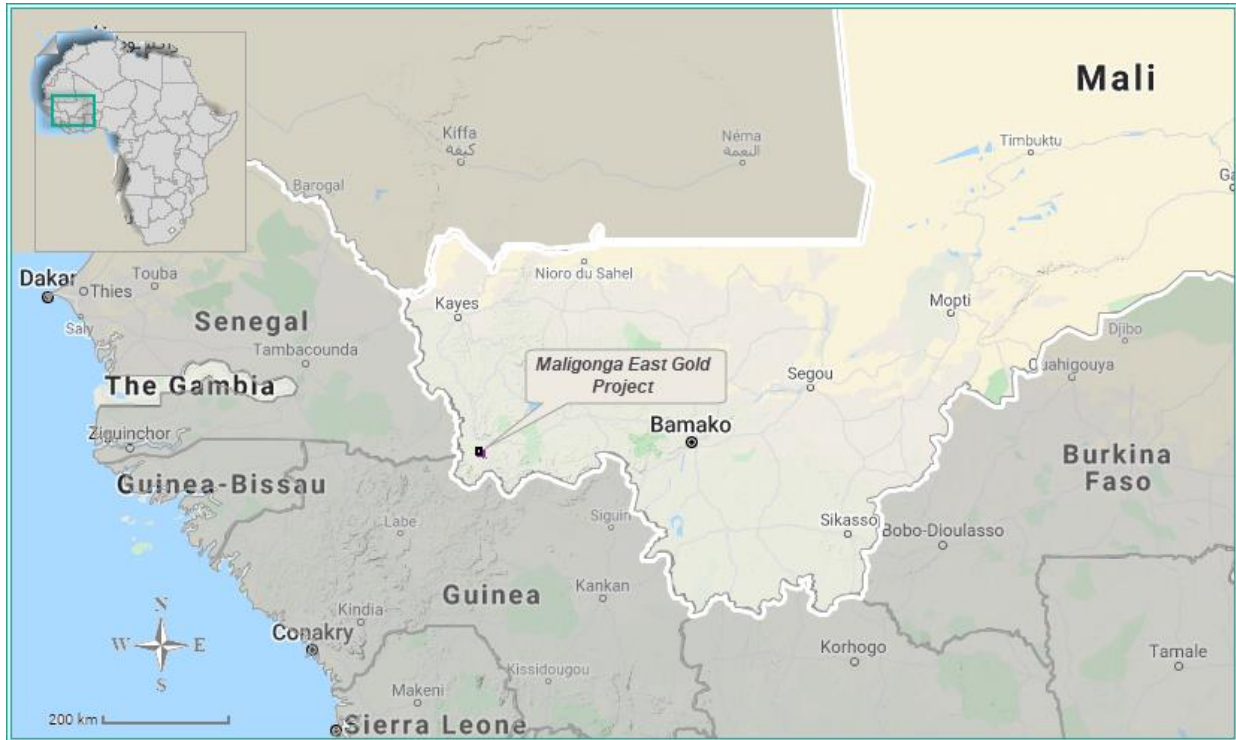 Mali
Kiffa
كيفه
Néma
النعمة
Timbuktu
Barogal
Nioro du Sahel
Dakar
Thies
Touba
Kayes
Mopti
Saly
Senegal
Tambacounda
Djibo
Maligonga East Gold
Project
Segou
The Gambia
Bamako
Ziguinchor
Burkina
Faso
Guinea-Bissau
Labe
Siguiri
Sikasso
Bobo-Dioulasso
Guinea
Kankan
N
W E
S
Kindia
Conakry
Korhogo
Tamale
Kissidougou
Makeni
200 km
Sierra Leone